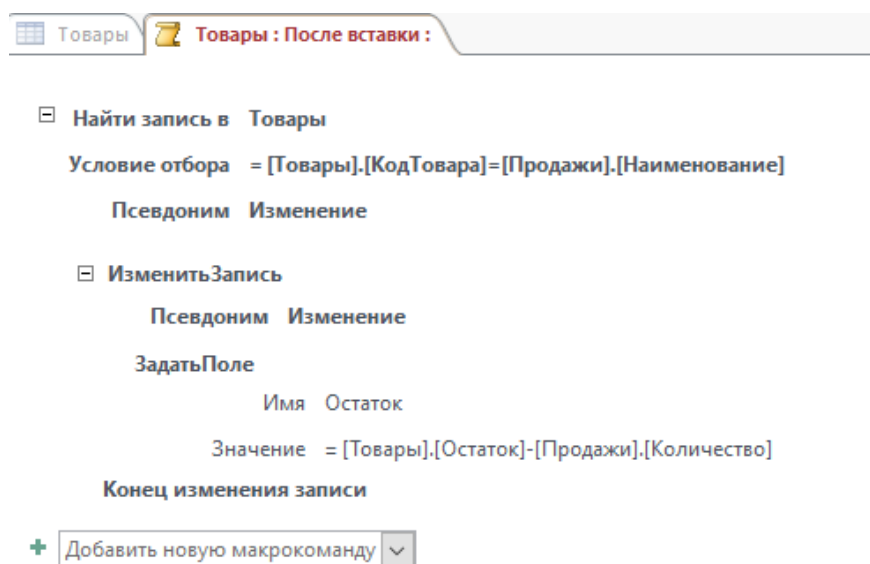 Товары Товары : После вставки :
Найти запись в Товары
Условие отбора = [Товары].[КодТовара]=[Продажи].[Наименование]
Псевдоним Изменение
ИзменитьЗапись
Псевдоним Изменение
ЗадатьПоле
Имя Остаток
Значение = [Товары].[Остаток]-[Продажи].[Количество]
Конец изменения записи
Добавить новую макрокоманду